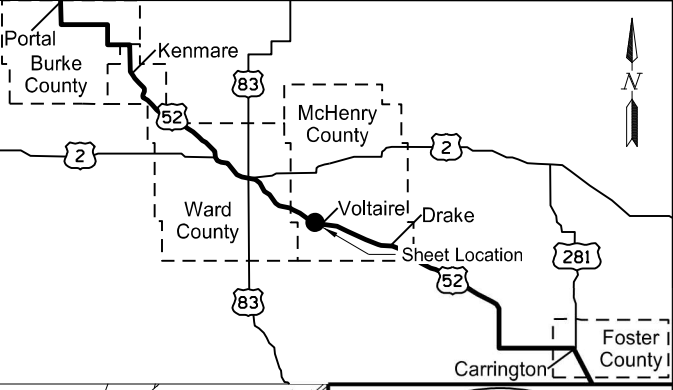 Portal
Burke
County
Kenmare
83
McHenry
County
52
N
2
2
Ward
County
Voltaire
Drake
Sheet Location
281
52
83
Foster
County
Carrington